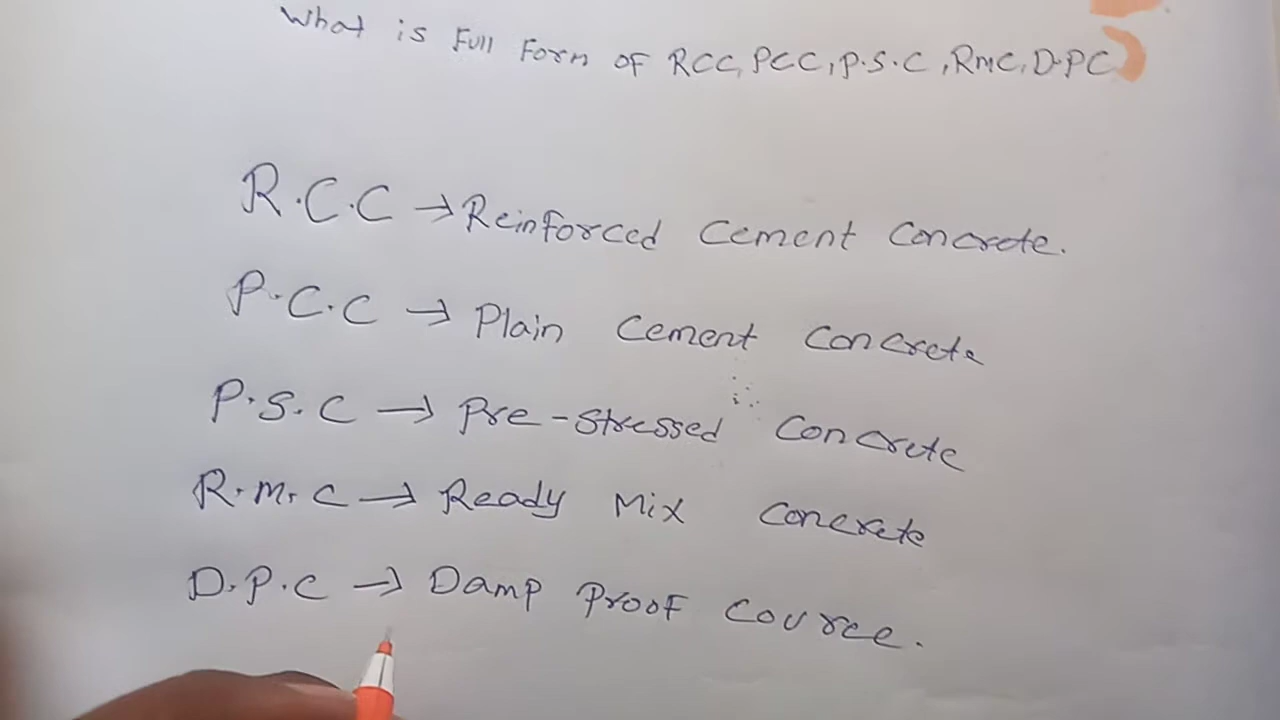 What is Full Form OF RCC, PCC, P.S.C, RMC, D.PC
R.C.C → Reinforced Cement Concrete.
P.C.C → Plain Cement Concrete
P.S.C → Pre-Stressed Concrete
R.M.C → Ready Mix Concrete
D.P.C → Damp Proof Cource.